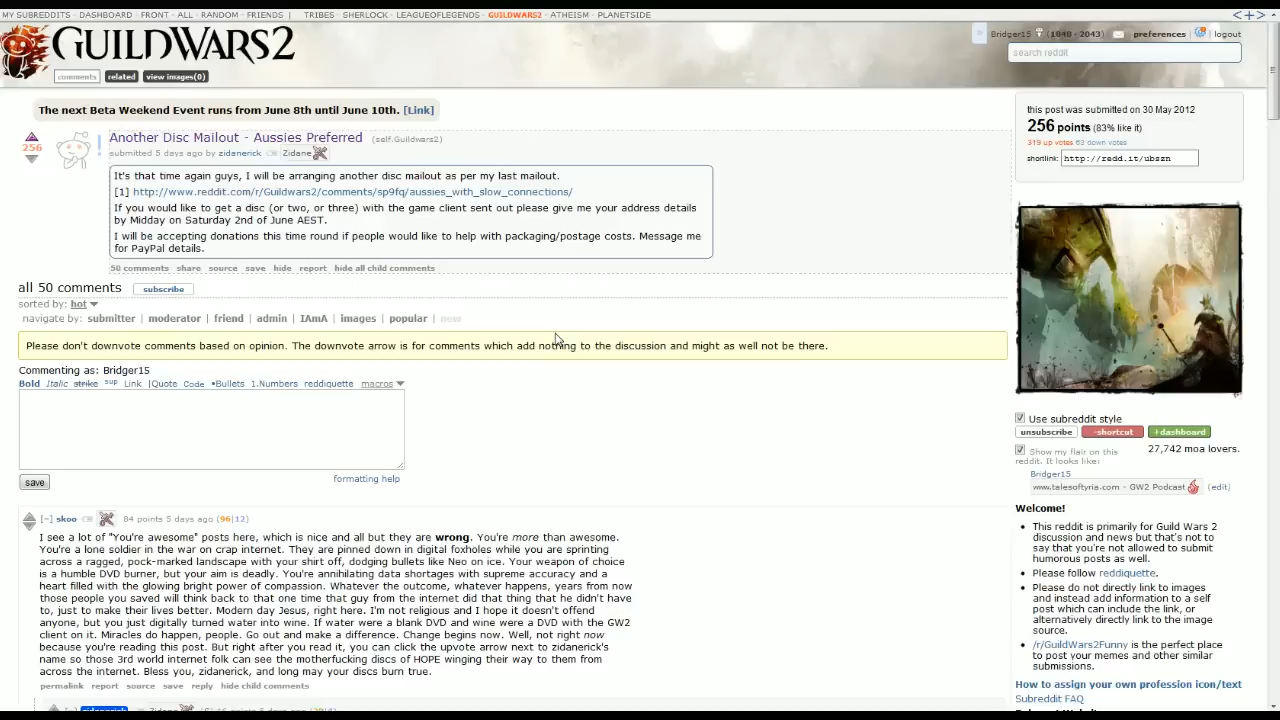 MY SUBREDDITS - DASHBOARD - FRONT - ALL - RANDOM - FRIENDS | TRIBES - SHERLOCK - LEAGUEOFLEGENDS - GUILDWARS2 - ATHEISM - PLANETSIDE <+>
GUILDWARS2
Bridger15 (1848 · 2043) preferences | logout
search reddit
comments related view images(0)
The next Beta Weekend Event runs from June 8th until June 10th. [Link]
256
Another Disc Mailout - Aussies Preferred (self.Guildwars2)
submitted 5 days ago by zidanerick Zidane
It's that time again guys, I will be arranging another disc mailout as per my last mailout.
[1] http://www.reddit.com/r/Guildwars2/comments/sp9fq/aussies_with_slow_connections/
If you would like to get a disc (or two, or three) with the game client sent out please give me your address details
by Midday on Saturday 2nd of June AEST.
I will be accepting donations this time round if people would like to help with packaging/postage costs. Message me
for PayPal details.
50 comments share source save hide report hide all child comments
all 50 comments subscribe
sorted by: hot
navigate by: submitter | moderator | friend | admin | IAmA | images | popular | new
Please don't downvote comments based on opinion. The downvote arrow is for comments which add nothing to the discussion and might as well not be there.
Commenting as: Bridger15
Bold Italic strike sup Link |Quote Code •Bullets 1.Numbers reddiquette macros
save
formatting help
[–] skoo 84 points 5 days ago (96|12)
I see a lot of "You're awesome" posts here, which is nice and all but they are wrong. You're more than awesome.
You're a lone soldier in the war on crap internet. They are pinned down in digital foxholes while you are sprinting
across a ragged, pock-marked landscape with your shirt off, dodging bullets like Neo on ice. Your weapon of choice
is a humble DVD burner, but your aim is deadly. You're annihilating data shortages with supreme accuracy and a
heart filled with the glowing bright power of compassion. Whatever the outcome, whatever happens, years from now
those people you saved will think back to that one time that guy from the internet did that thing that he didn't have
to, just to make their lives better. Modern day Jesus, right here. I'm not religious and I hope it doesn't offend
anyone, but you just digitally turned water into wine. If water were a blank DVD and wine were a DVD with the GW2
client on it. Miracles do happen, people. Go out and make a difference. Change begins now. Well, not right now
because you're reading this post. But right after you read it, you can click the upvote arrow next to zidanerick's
name so those 3rd world internet folk can see the motherfucking discs of HOPE winging their way to them from
across the internet. Bless you, zidanerick, and long may your discs burn true.
permalink report source save reply hide child comments
this post was submitted on 30 May 2012
256 points (83% like it)
319 up votes 63 down votes
shortlink: http://redd.it/ubszn
Use subreddit style
unsubscribe -shortcut +dashboard
27,742 moa lovers.
Show my flair on this
reddit. It looks like:
Bridger15
www.talesoftyria.com - GW2 Podcast (edit)
Welcome!
• This reddit is primarily for Guild Wars 2
discussion and news but that's not to
say that you're not allowed to submit
humorous posts as well.
• Please follow reddiquette.
• Please do not directly link to images
and instead add information to a self
post which can include the link, or
alternatively directly link to the image
source.
• /r/GuildWars2Funny is the perfect place
to post your memes and other similar
submissions.
How to assign your own profession icon/text
Subreddit FAQ